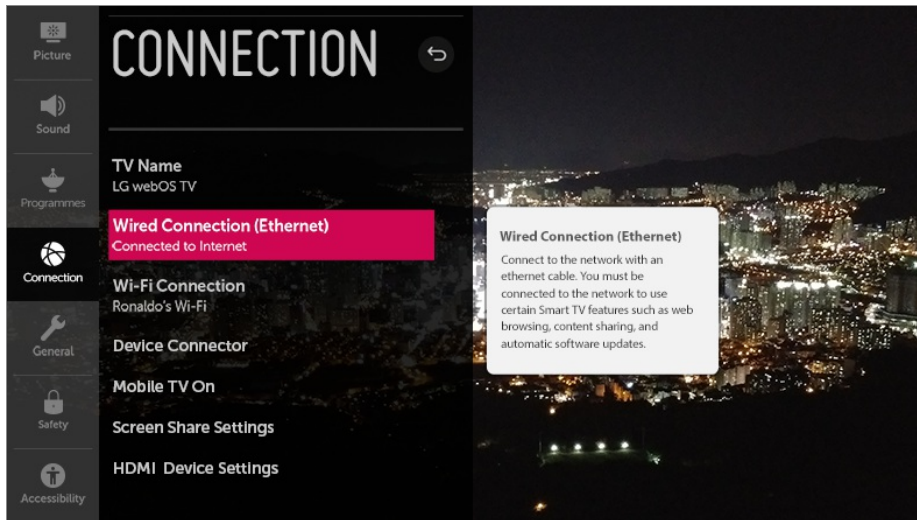 Picture
Sound
Programmes
Connection
General
Safety
Accessibility
CONNECTION
TV Name
LG webOS TV
Wired Connection (Ethernet)
Connected to Internet
Wi-Fi Connection
Ronaldo's Wi-Fi
Device Connector
Mobile TV On
Screen Share Settings
HDMI Device Settings
Wired Connection (Ethernet)
Connect to the network with an
ethernet cable. You must be
connected to the network to use
certain Smart TV features such as web
browsing, content sharing, and
automatic software updates.